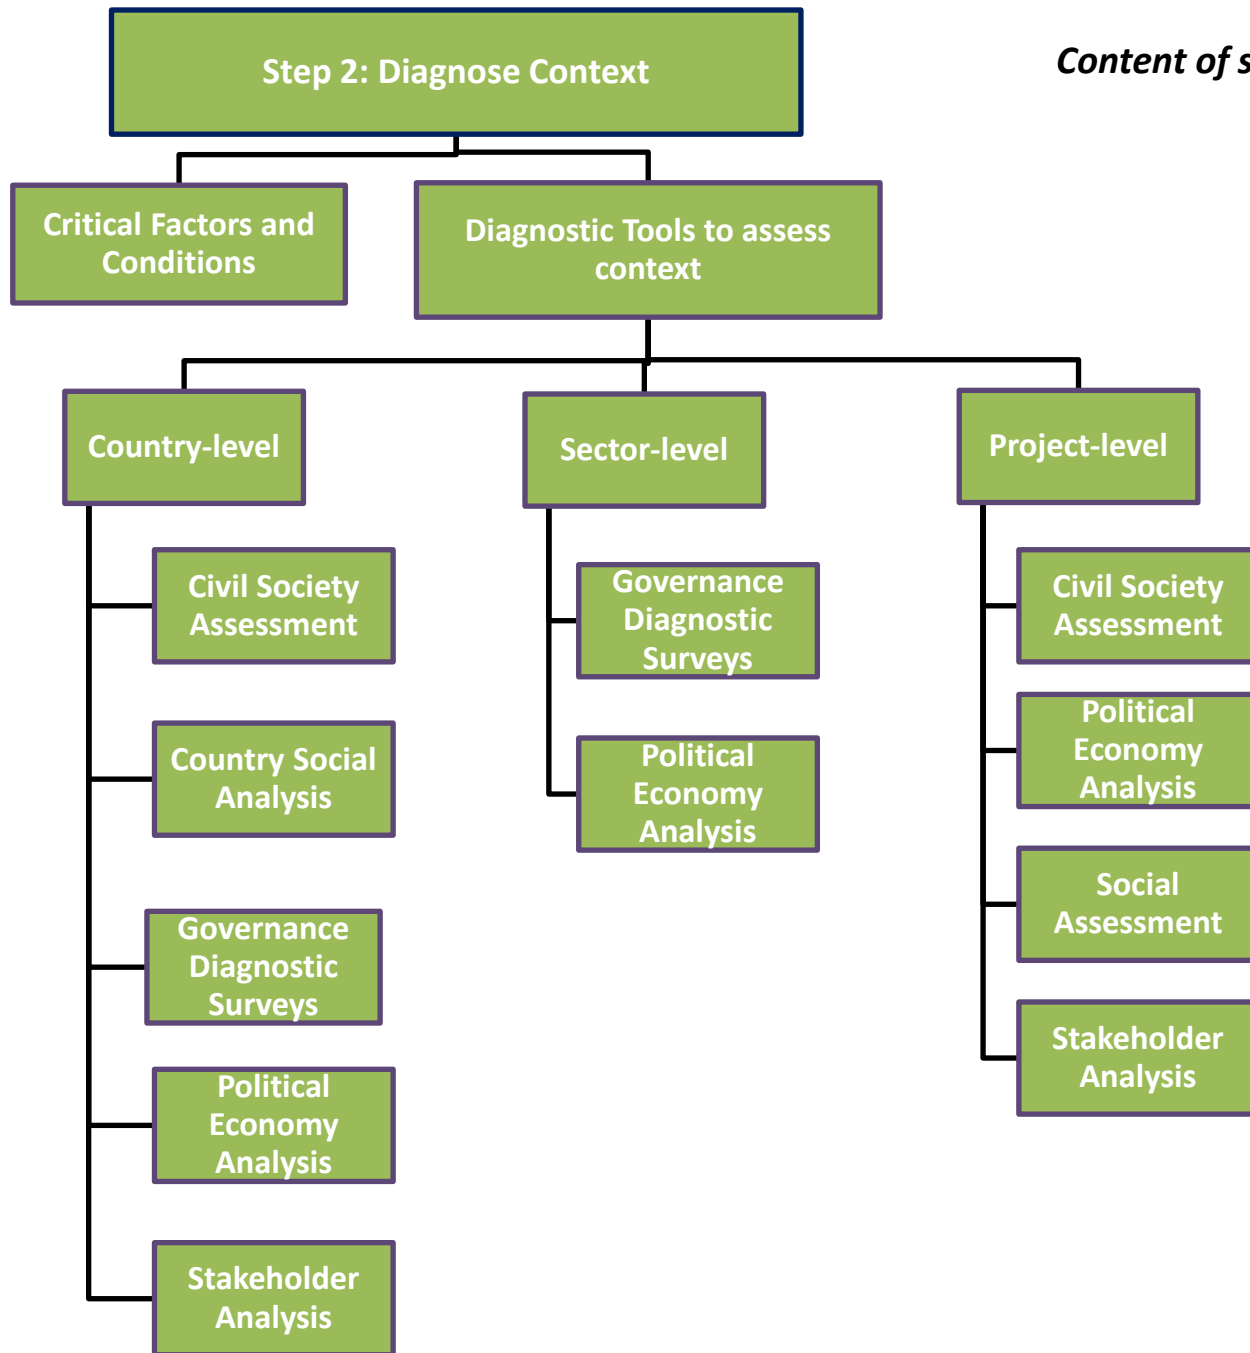 Step 2: Diagnose Context
Content of s
Critical Factors and
Conditions
Diagnostic Tools to assess
context
Country-level
Sector-level
Project-level
Civil Society
Assessment
Country Social
Analysis
Governance
Diagnostic
Surveys
Political
Economy
Analysis
Stakeholder
Analysis
Governance
Diagnostic
Surveys
Political
Economy
Analysis
Civil Society
Assessment
Political
Economy
Analysis
Social
Assessment
Stakeholder
Analysis